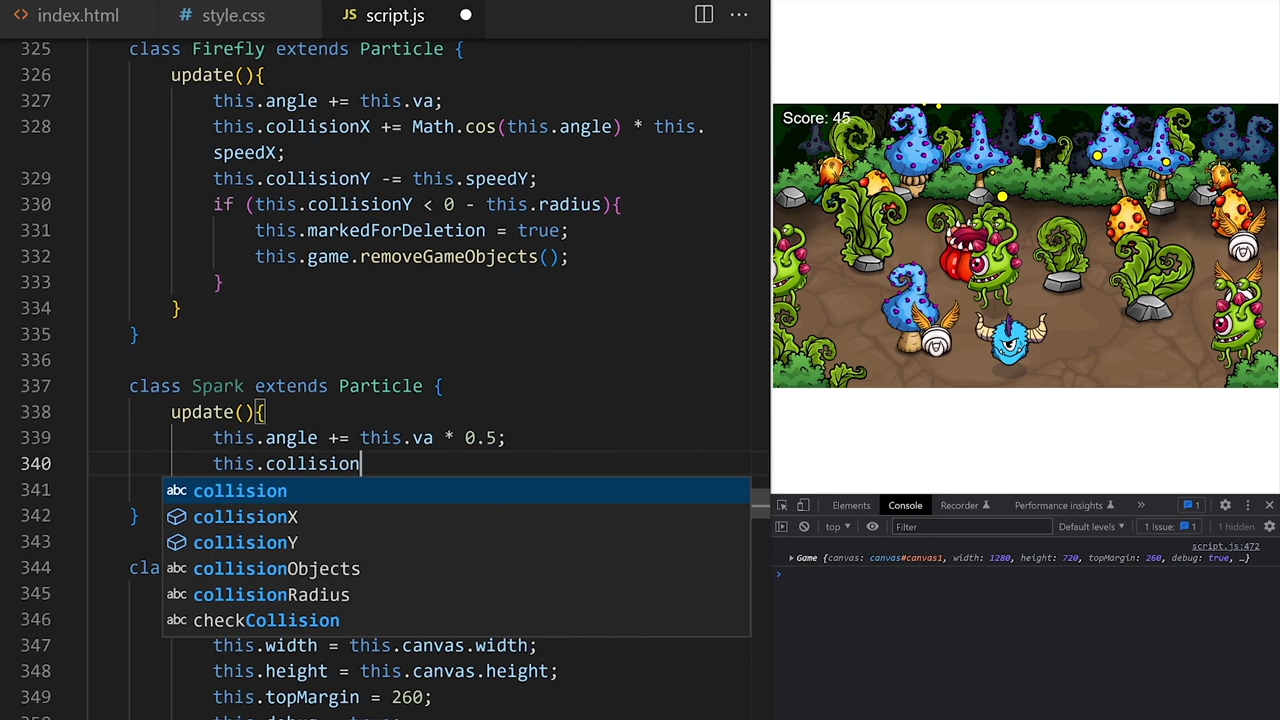 index.html
# style.css
JS script.js
325 class Firefly extends Particle {
326 update(){
327 this.angle += this.va;
328 this.collisionX += Math.cos(this.angle) * this.
speedX;
329 this.collisionY -= this.speedY;
330 if (this.collisionY < 0 - this.radius){
331 this.markedForDeletion = true;
332 this.game.removeGameObjects();
333 }
334 }
335 }
336
337 class Spark extends Particle {
338 update(){
339 this.angle += this.va * 0.5;
340 this.collision
341 abc collision
342 } collisionX
343 collisionY
344 cla abc collisionObjects
345 abc collisionRadius
346 abc checkCollision
347 this.width = this.canvas.width;
348 this.height = this.canvas.height;
349 this.topMargin = 260;
Score: 45
Elements Console Recorder Performance insights » 1
top Filter Default levels 1 Issue: 1 1 hidden
script.js:472
Game {canvas: canvas#canvas1, width: 1280, height: 720, topMargin: 260, debug: true, …}